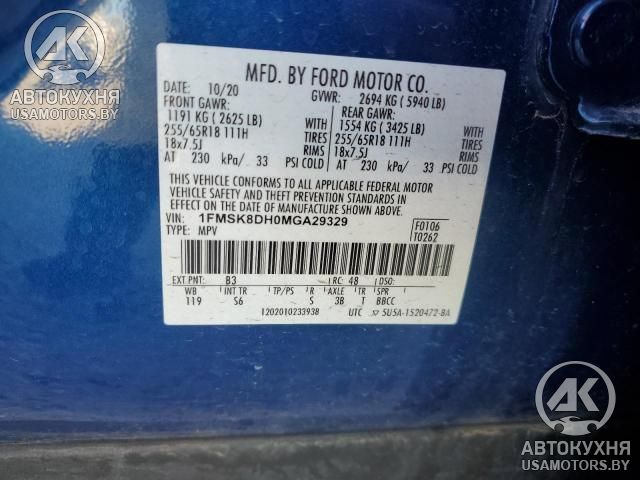 АК
АВТОКУХНЯ
USAMOTORS.BY
MFD. BY FORD MOTOR CO.
DATE: 10/20 GVWR: 2694 KG ( 5940 LB)
FRONT GAWR: REAR GAWR:
1191 KG ( 2625 LB) WITH 1554 KG ( 3425 LB) WITH
255/65R18 111H TIRES 255/65R18 111H TIRES
18x7.5J RIMS 18x7.5J RIMS
AT 230 kPa/ 33 PSI COLD AT 230 kPa/ 33 PSI COLD
THIS VEHICLE CONFORMS TO ALL APPLICABLE FEDERAL MOTOR
VEHICLE SAFETY AND THEFT PREVENTION STANDARDS IN
EFFECT ON THE DATE OF MANUFACTURE SHOWN ABOVE.
VIN: 1FMSK8DH0MGA29329 F0106
TYPE: MPV T0262
EXT PNT: B3 RC: 48 DSO:
WB INT TR TP/PS R AXLE TR SPR
119 S6 S 3B T BBCC
1202010233938 UTC 5U5A-1520472-BA
АК
АВТОКУХНЯ
USAMOTORS.BY
АК
АВТОКУХНЯ
USAMOTORS.BY